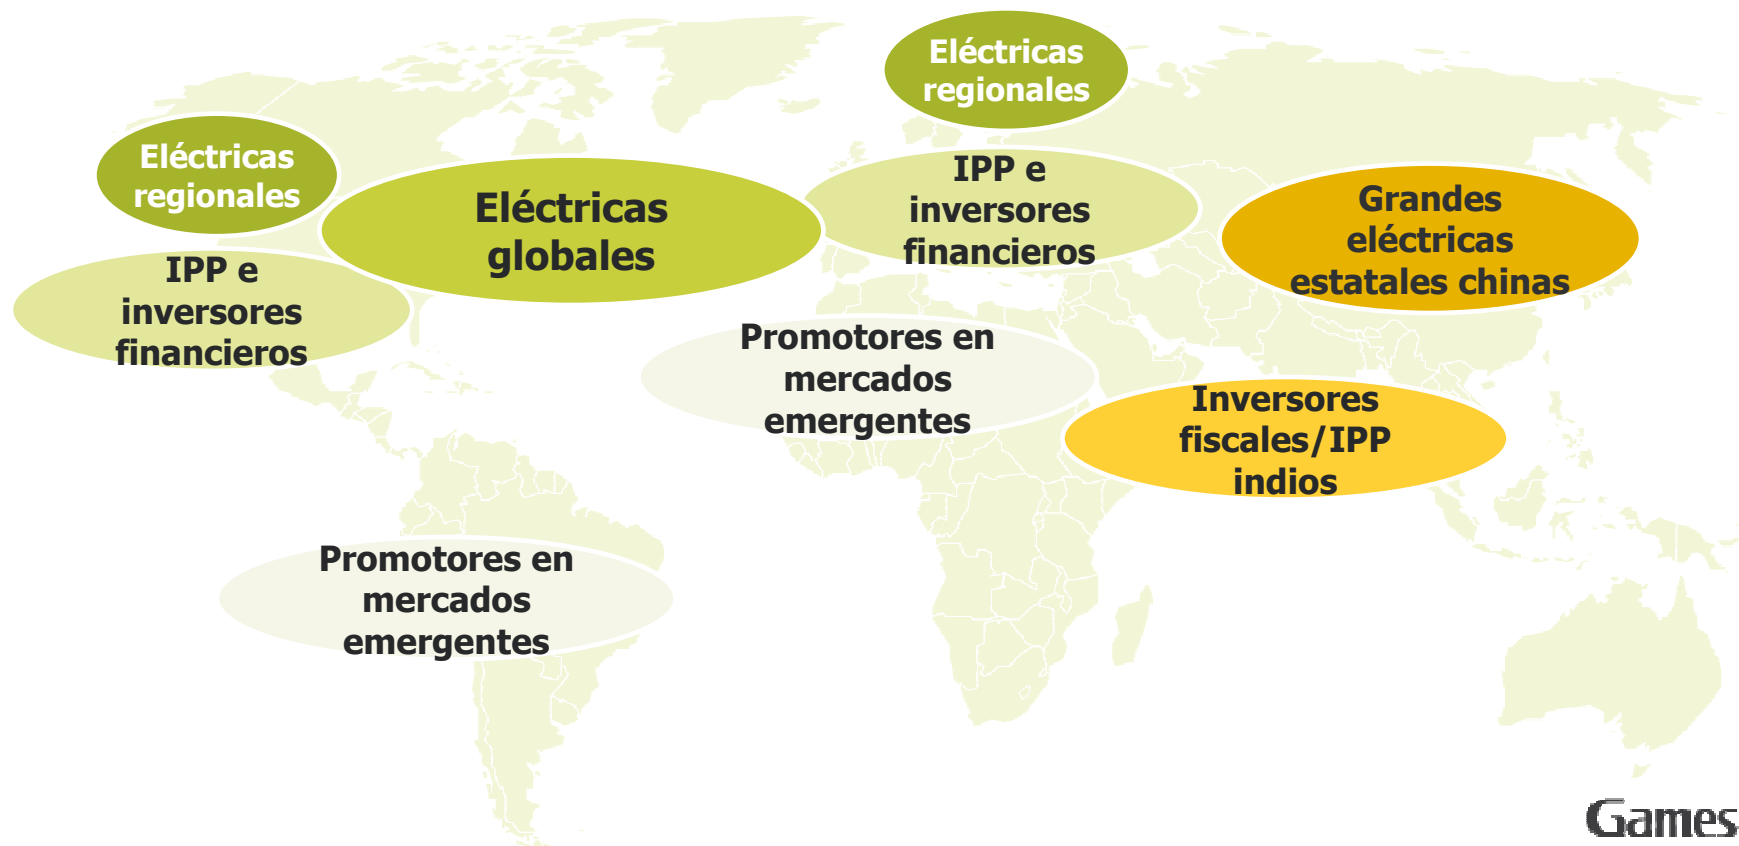 Eléctricas
regionales
Eléctricas
regionales
Eléctricas
globales
IPP e
inversores
financieros
Grandes
eléctricas
estatales chinas
IPP e
inversores
financieros
Promotores en
mercados
emergentes
Inversores
fiscales/IPP
indios
Promotores en
mercados
emergentes
Games